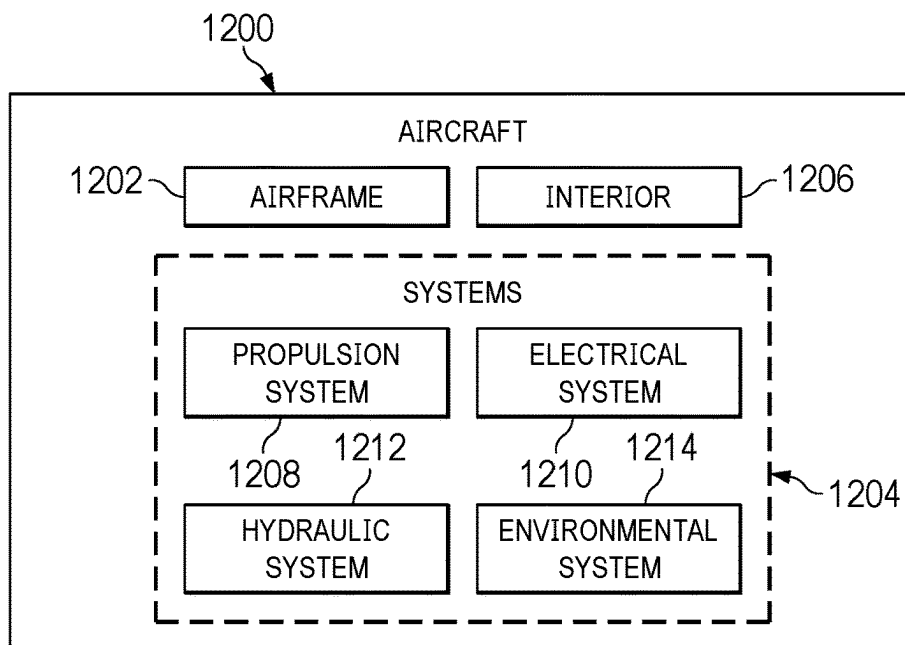 1200
AIRCRAFT
1202
AIRFRAME
INTERIOR
1206
SYSTEMS
PROPULSION
SYSTEM
ELECTRICAL
SYSTEM
1208
1212
1210
1214
1204
HYDRAULIC
SYSTEM
ENVIRONMENTAL
SYSTEM